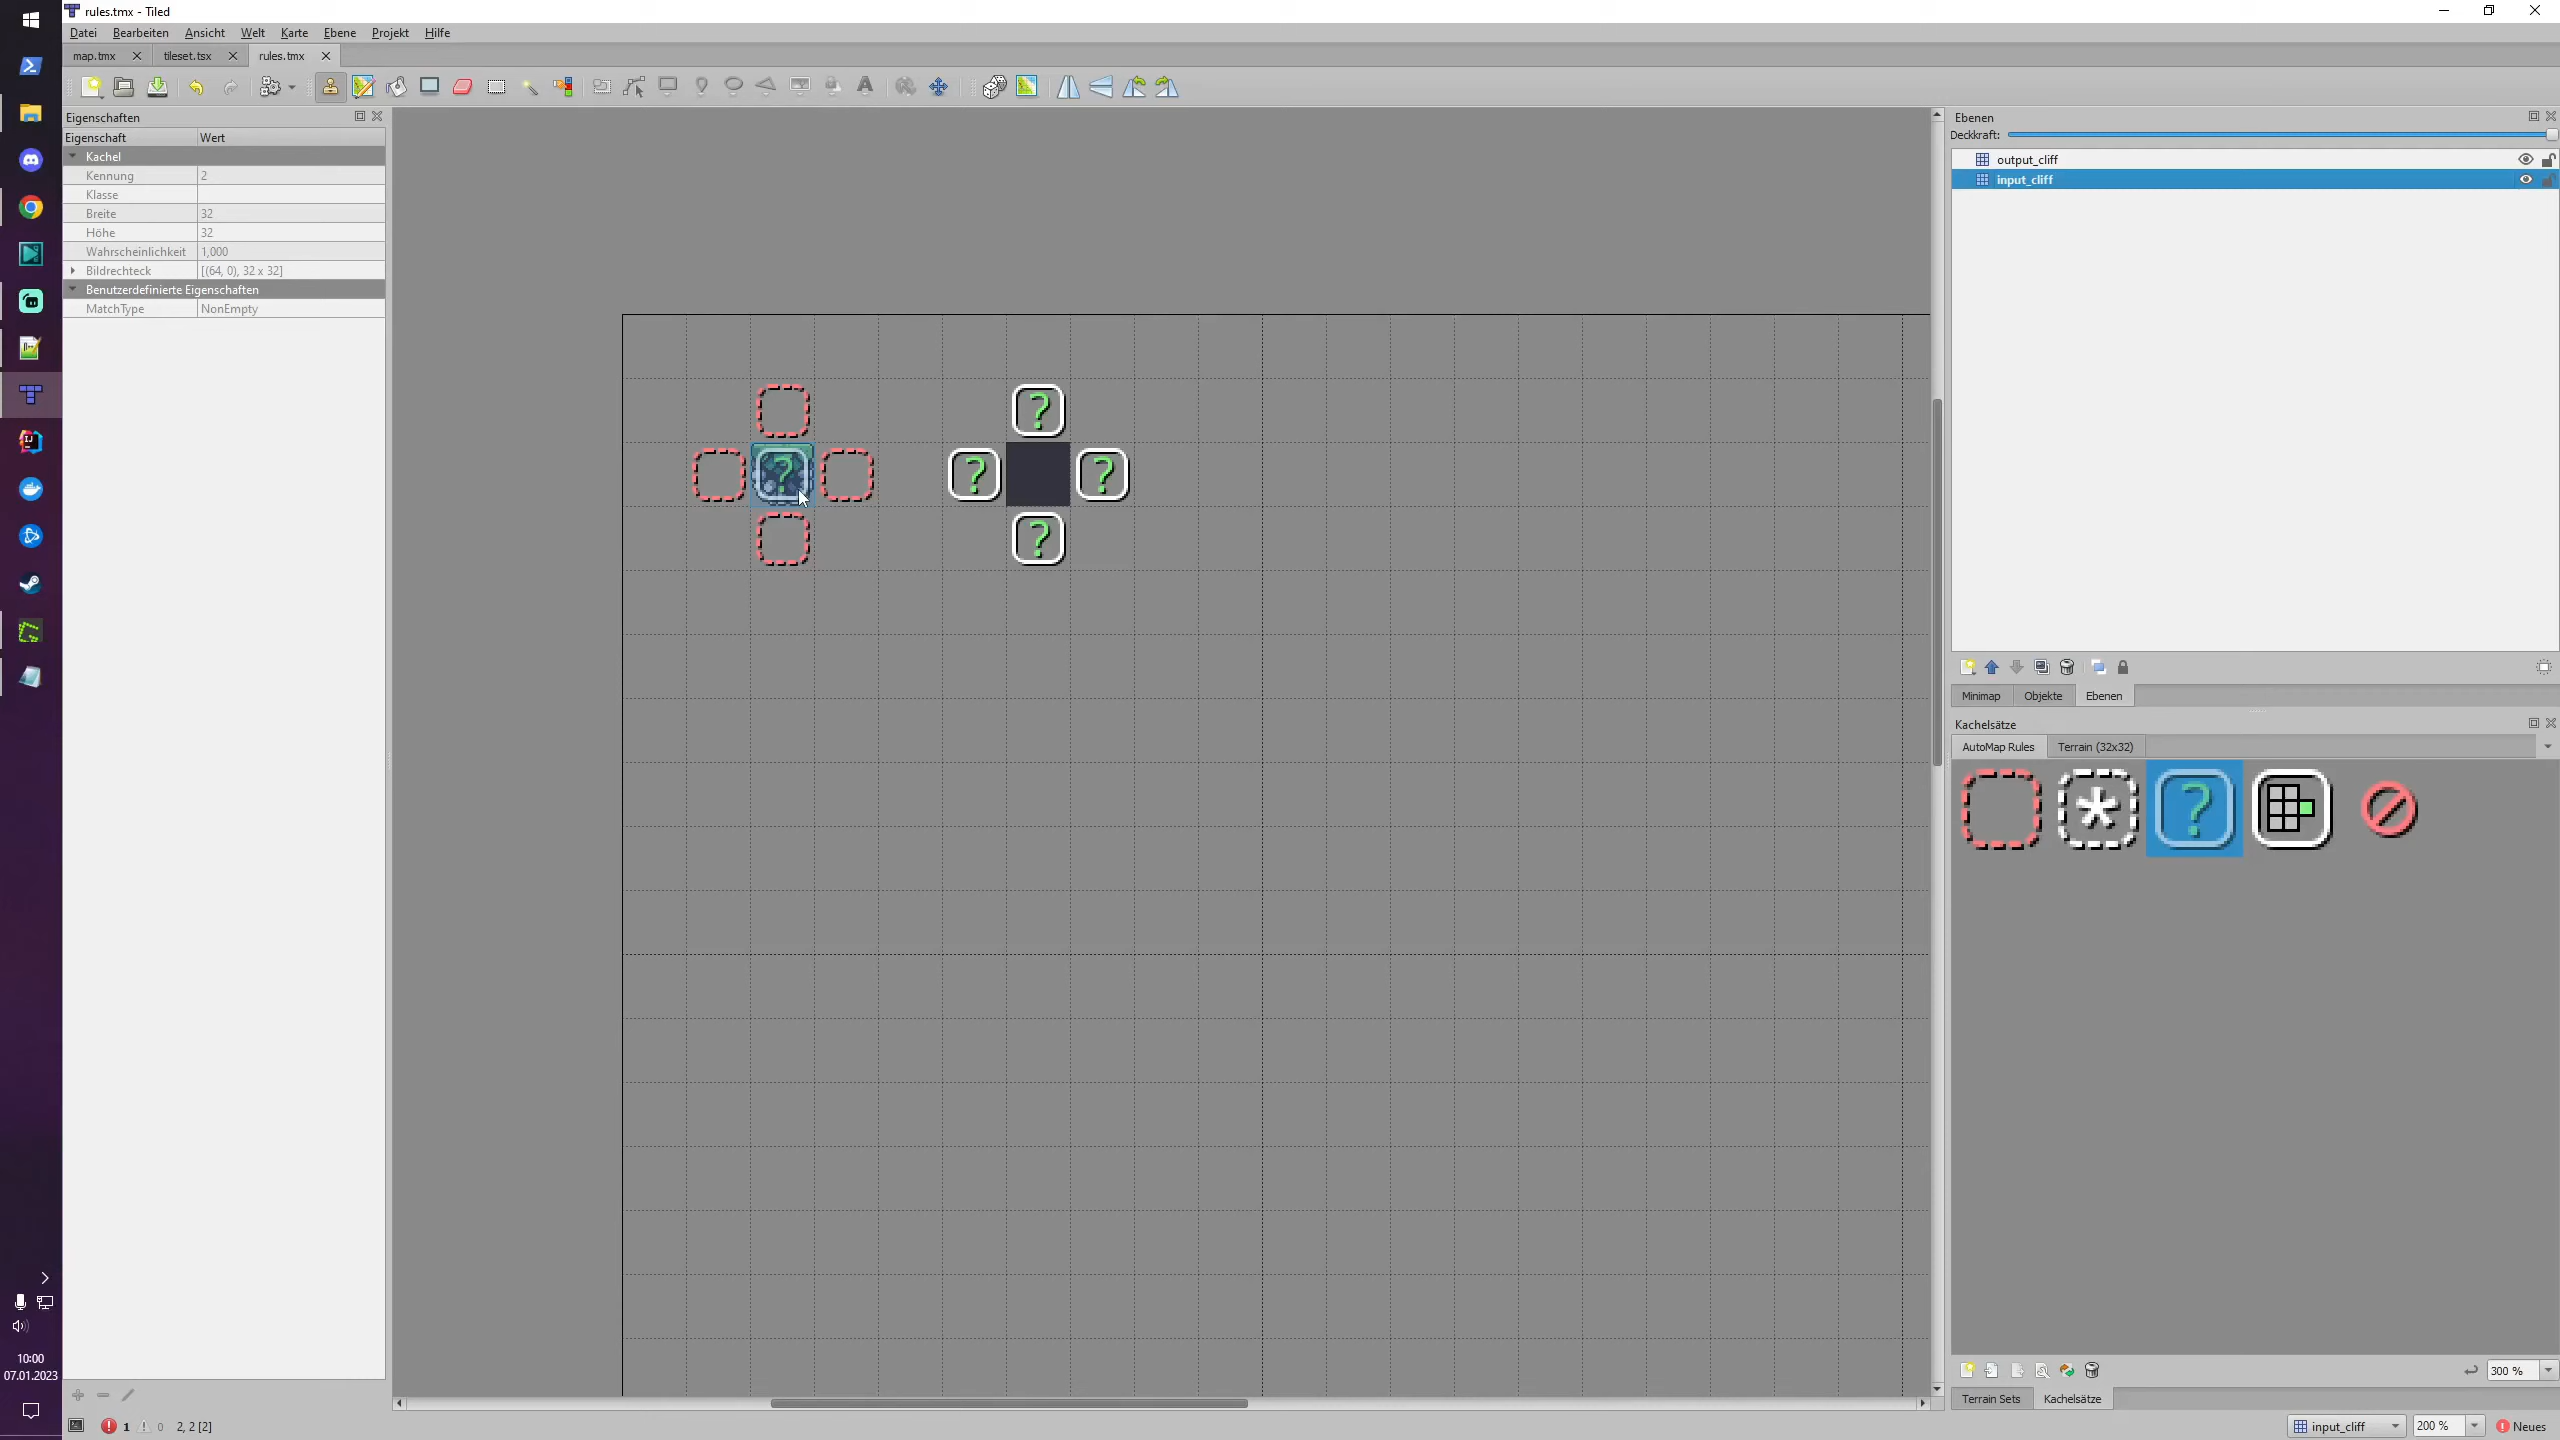 rules.tmx - Tiled
Datei Bearbeiten Ansicht Welt Karte Ebene Projekt Hilfe
map.tmx tileset.tsx rules.tmx
Eigenschaften
Eigenschaft Wert
Kachel
Kennung 2
Klasse
Breite 32
Höhe 32
Wahrscheinlichkeit 1,000
Bildrechteck [(64, 0), 32 x 32]
Benutzerdefinierte Eigenschaften
MatchType NonEmpty
?
? ? ?
?
Ebenen
Deckkraft:
output_cliff
input_cliff
Minimap Objekte Ebenen
Kachelsätze
AutoMap Rules Terrain (32x32)
* ?
300 %
Terrain Sets Kachelsätze
10:00
07.01.2023
1 0 2, 2 [2]
input_cliff 200 % Neues